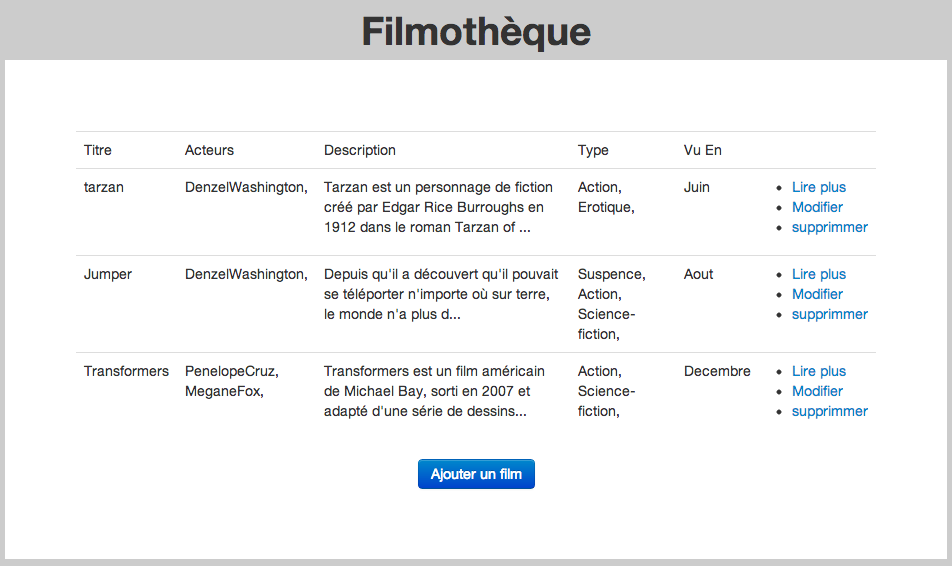 Filmothèque
Titre Acteurs Description Type Vu En
tarzan DenzelWashington, Tarzan est un personnage de fiction Action, Juin Lire plus
créé par Edgar Rice Burroughs en Erotique, Modifier
1912 dans le roman Tarzan of ... supprimmer
Jumper DenzelWashington, Depuis qu'il a découvert qu'il pouvait Suspence, Aout Lire plus
se téléporter n'importe où sur terre, Action, Modifier
le monde n'a plus d... Science- supprimmer
fiction,
Transformers PenelopeCruz, Transformers est un film américain Action, Decembre Lire plus
MeganeFox, de Michael Bay, sorti en 2007 et Science- Modifier
adapté d'une série de dessins... fiction, supprimmer
Ajouter un film